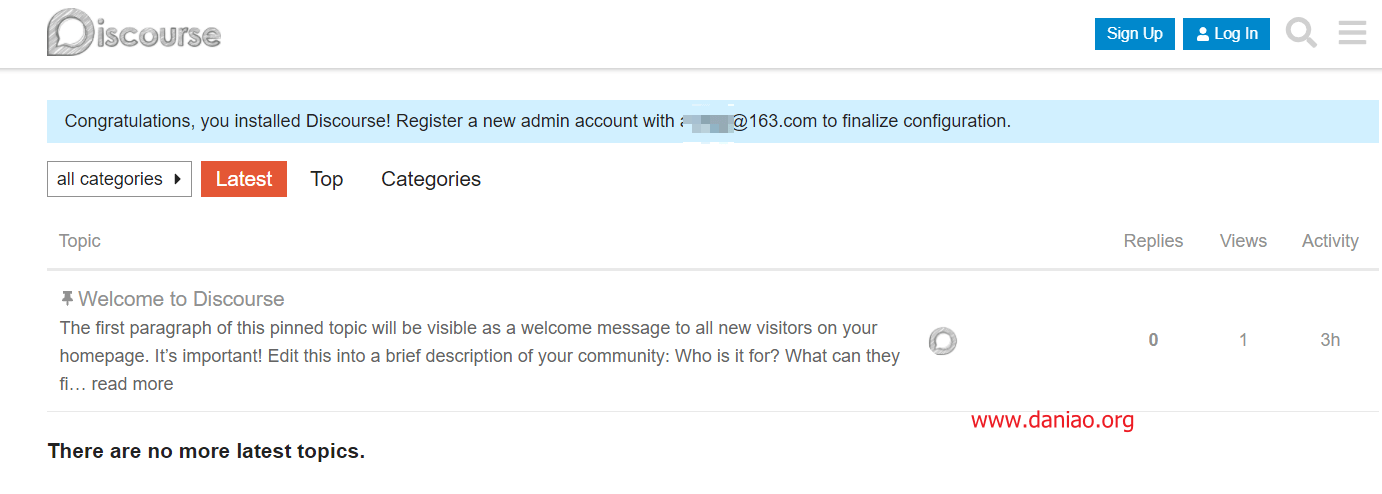 Discourse
Sign Up
Log In
Congratulations, you installed Discourse! Register a new admin account with @163.com to finalize configuration.
all categories
Latest
Top
Categories
Topic
Replies
Views
Activity
Welcome to Discourse
The first paragraph of this pinned topic will be visible as a welcome message to all new visitors on your
homepage. It’s important! Edit this into a brief description of your community: Who is it for? What can they
fi… read more
0
1
3h
www.daniao.org
There are no more latest topics.